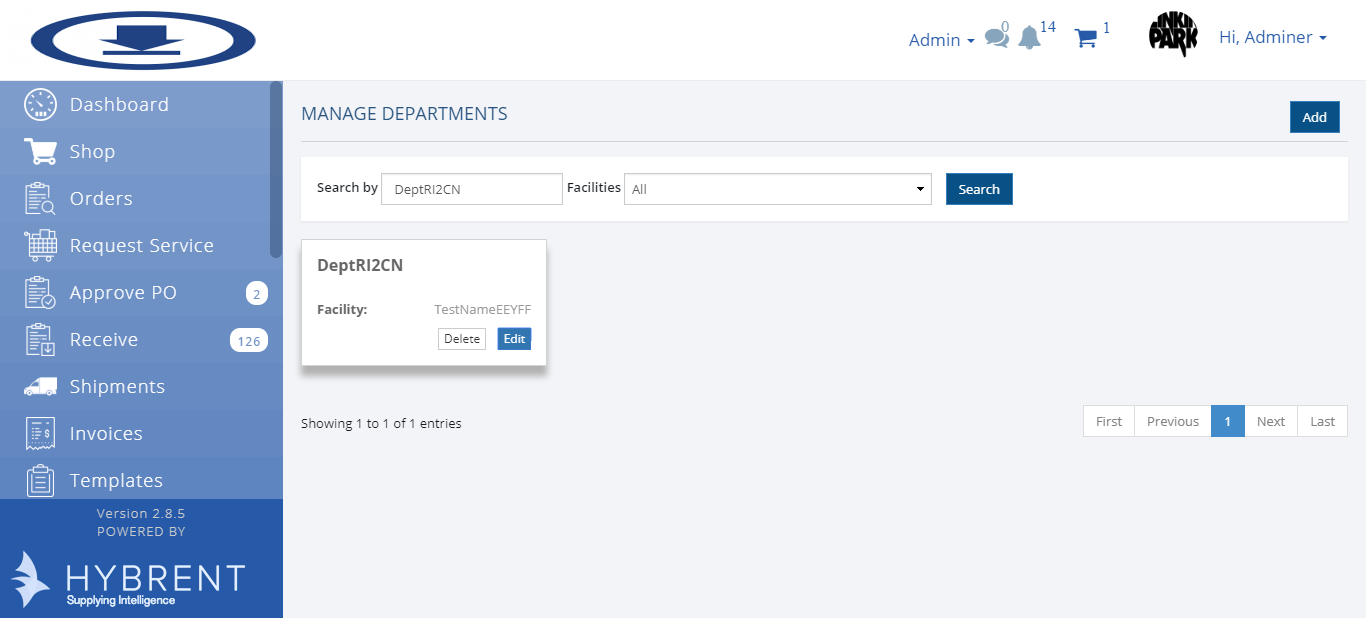 Admin 0 14 1 LINKIN PARK Hi, Adminer
Dashboard
Shop
Orders
Request Service
Approve PO 2
Receive 126
Shipments
Invoices
Templates
Version 2.8.5
POWERED BY
HYBRENT
Supplying Intelligence
MANAGE DEPARTMENTS Add
Search by DeptRI2CN Facilities All Search
DeptRI2CN
Facility: TestNameEEYFF
Delete Edit
Showing 1 to 1 of 1 entries First Previous 1 Next Last